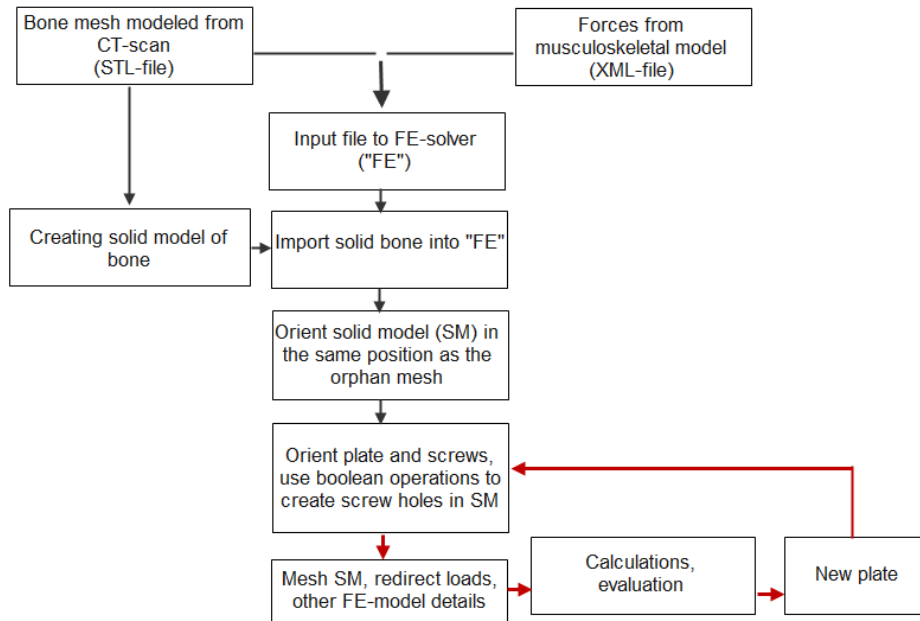 Bone mesh modeled from
CT-scan
(STL-file)
Forces from
musculoskeletal model
(XML-file)
Input file to FE-solver
("FE")
Creating solid model of
bone
Import solid bone into "FE"
Orient solid model (SM) in
the same position as the
orphan mesh
Orient plate and screws,
use boolean operations to
create screw holes in SM
Mesh SM, redirect loads,
other FE-model details
Calculations,
evaluation
New plate